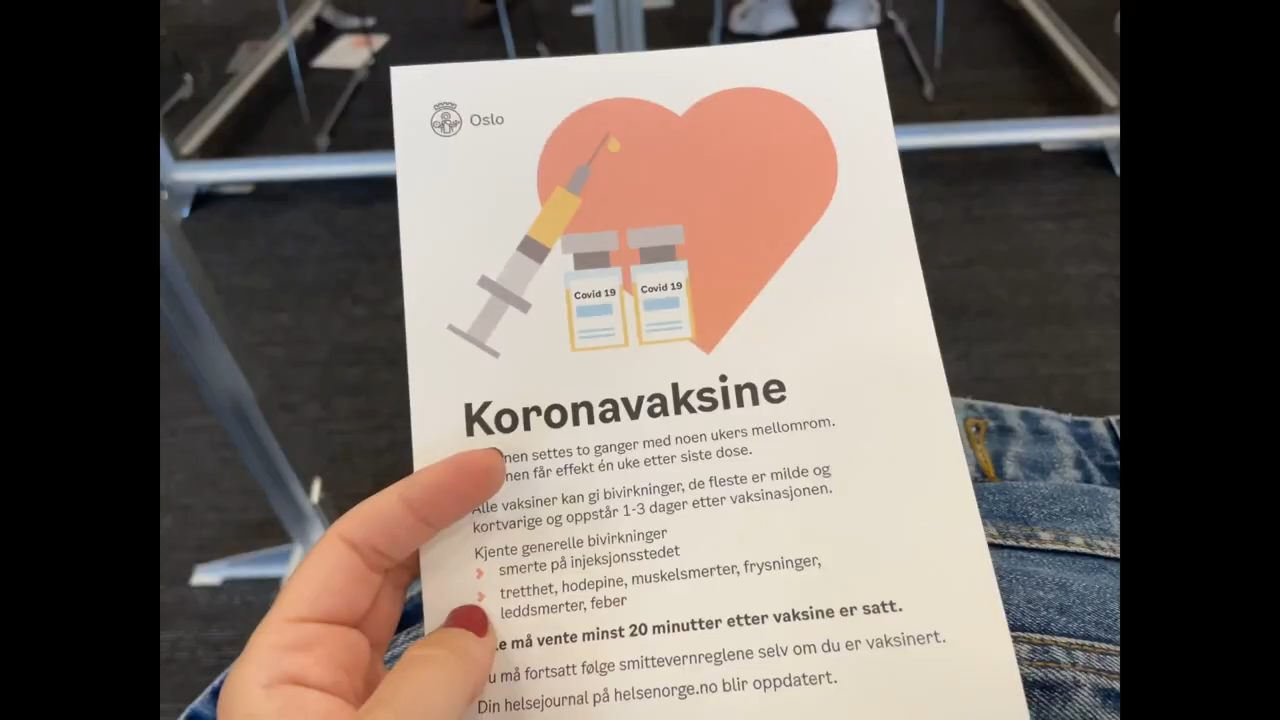 Oslo
Covid 19
Covid 19
Koronavaksine
nen settes to ganger med noen ukers mellomrom.
nen får effekt én uke etter siste dose.
Alle vaksiner kan gi bivirkninger, de fleste er milde og
kortvarige og oppstår 1-3 dager etter vaksinasjonen.
Kjente generelle bivirkninger
smerte på injeksjonsstedet
tretthet, hodepine, muskelsmerter, frysninger,
leddsmerter, feber
le må vente minst 20 minutter etter vaksine er satt.
u må fortsatt følge smittevernreglene selv om du er vaksinert.
Din helsejournal på helsenorge.no blir oppdatert.